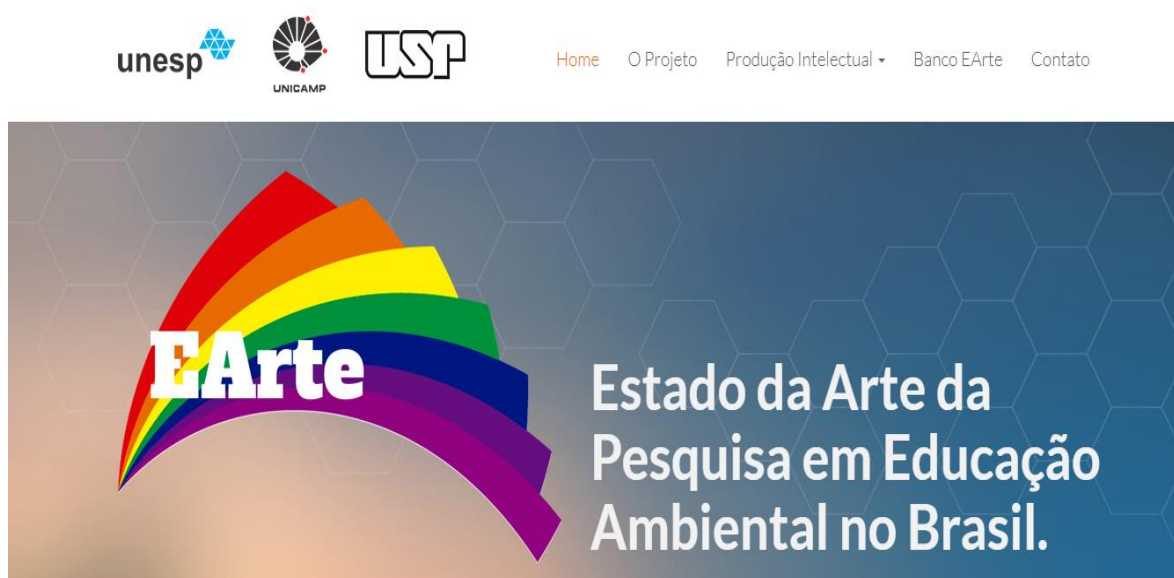 unesp
UNICAMP
USP
Home O Projeto Produção Intelectual Banco EArte Contato
EArte
Estado da Arte da
Pesquisa em Educação
Ambiental no Brasil.